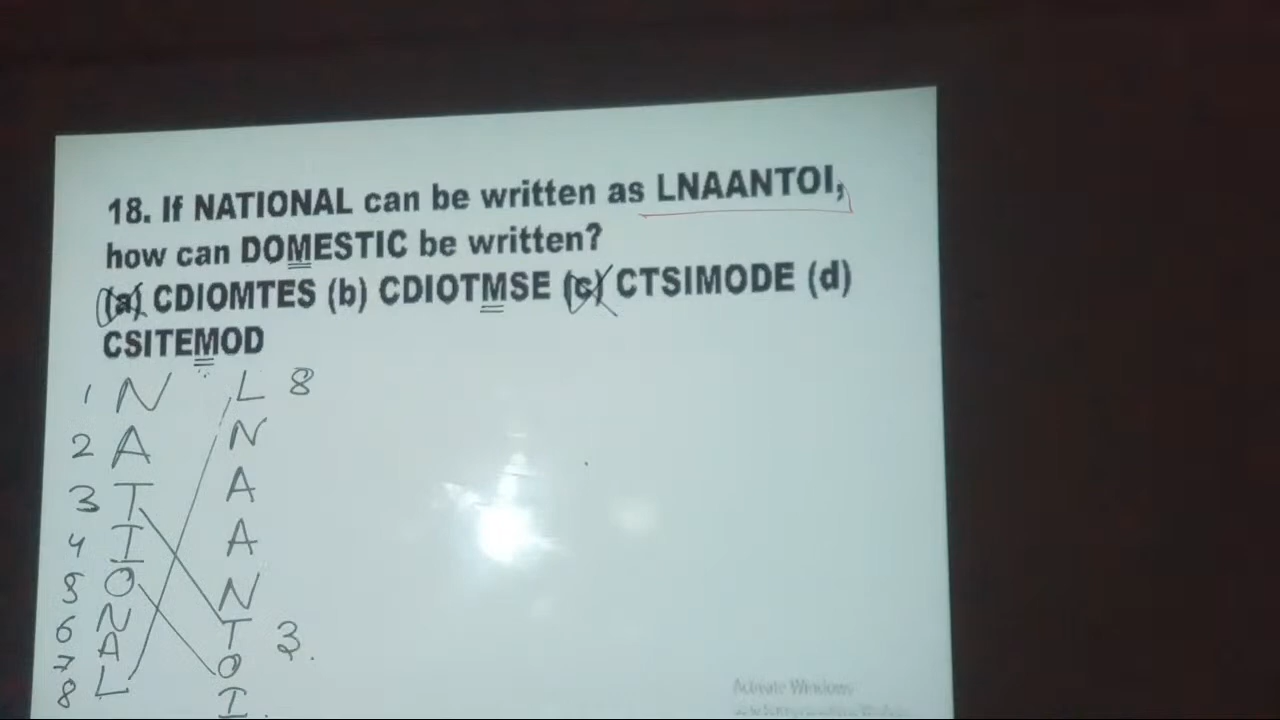 18. If NATIONAL can be written as LNAANTOI,
how can DOMESTIC be written?
(a) CDIOMTES (b) CDIOTMSE (c) CTSIMODE (d)
CSITEMOD
1 N L 8
2 A N
3 T A
4 I A
5 O N
6 N T 3.
7 A O
8 L I.
Activate Windows